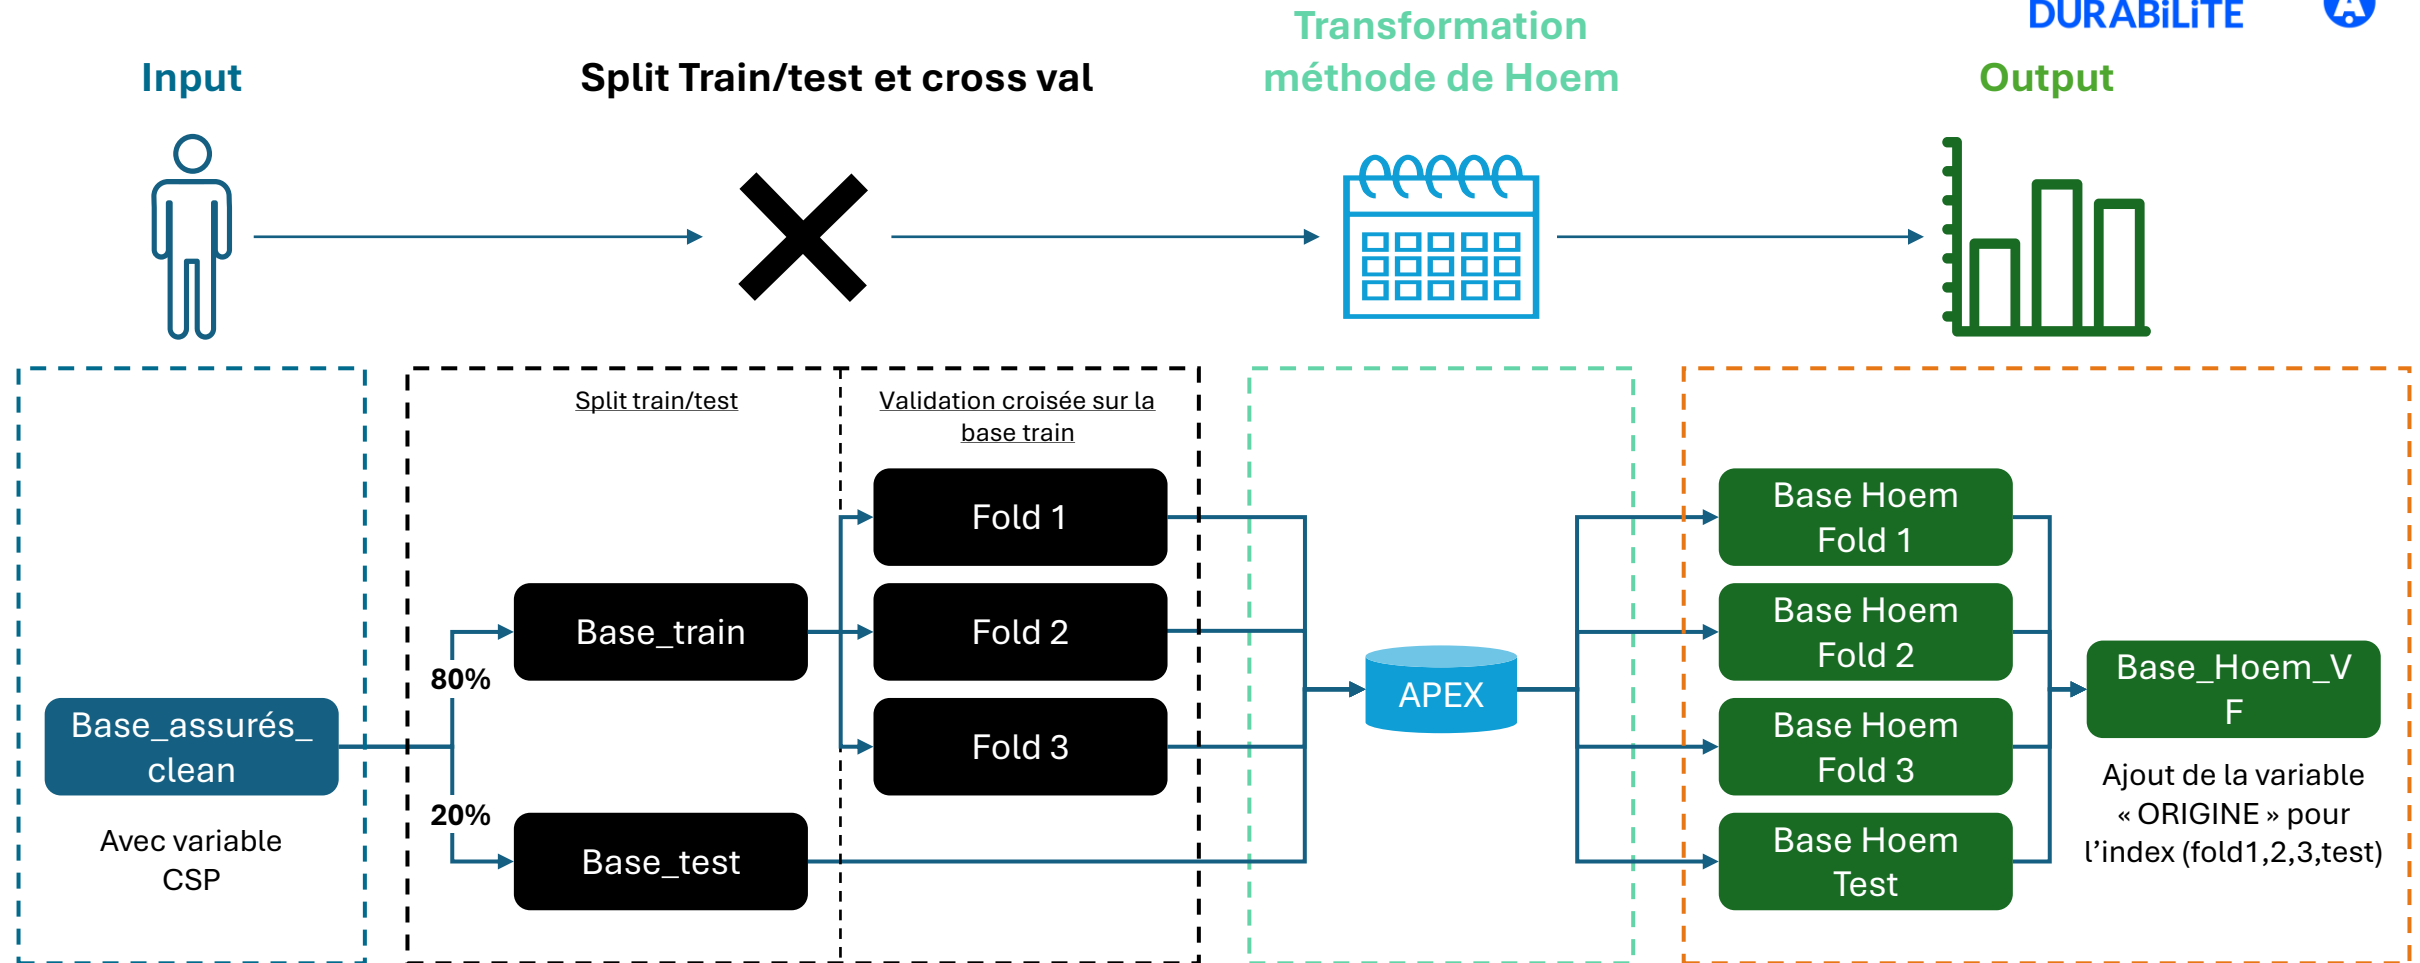 DURABiLiTE
Input
Split Train/test et cross val
Transformation
méthode de Hoem
Output
Split train/test
Validation croisée sur la
base train
Base_assurés_
clean
Avec variable
CSP
80%
20%
Base_train
Base_test
Fold 1
Fold 2
Fold 3
APEX
Base Hoem
Fold 1
Base Hoem
Fold 2
Base Hoem
Fold 3
Base Hoem
Test
Base_Hoem_V
F
Ajout de la variable
« ORIGINE » pour
l’index (fold1,2,3,test)